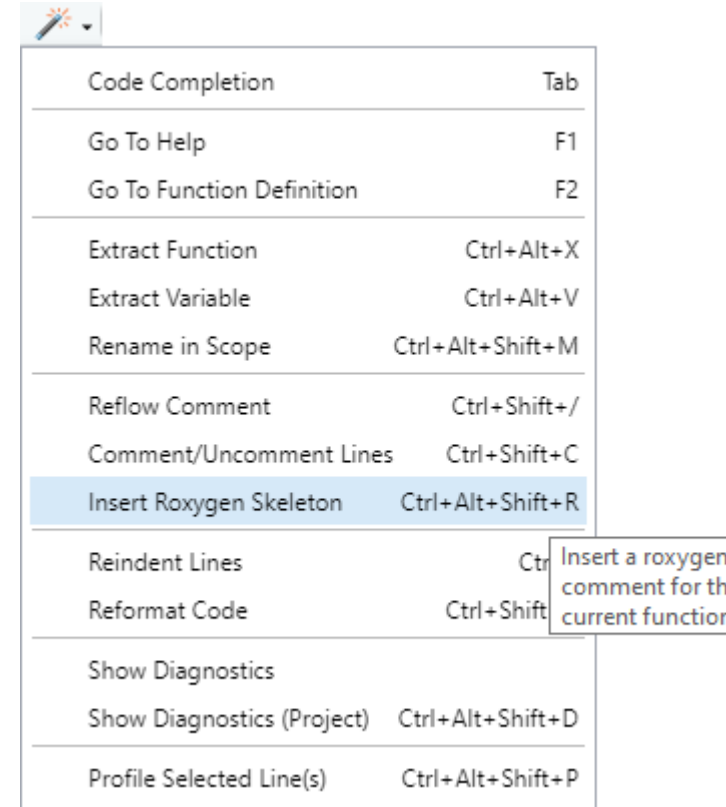 Code Completion Tab
Go To Help F1
Go To Function Definition F2
Extract Function Ctrl+Alt+X
Extract Variable Ctrl+Alt+V
Rename in Scope Ctrl+Alt+Shift+M
Reflow Comment Ctrl+Shift+/
Comment/Uncomment Lines Ctrl+Shift+C
Insert Roxygen Skeleton Ctrl+Alt+Shift+R
Reindent Lines Ctr
Insert a roxygen
comment for th
current function
Reformat Code Ctrl+Shift
Show Diagnostics
Show Diagnostics (Project) Ctrl+Alt+Shift+D
Profile Selected Line(s) Ctrl+Alt+Shift+P